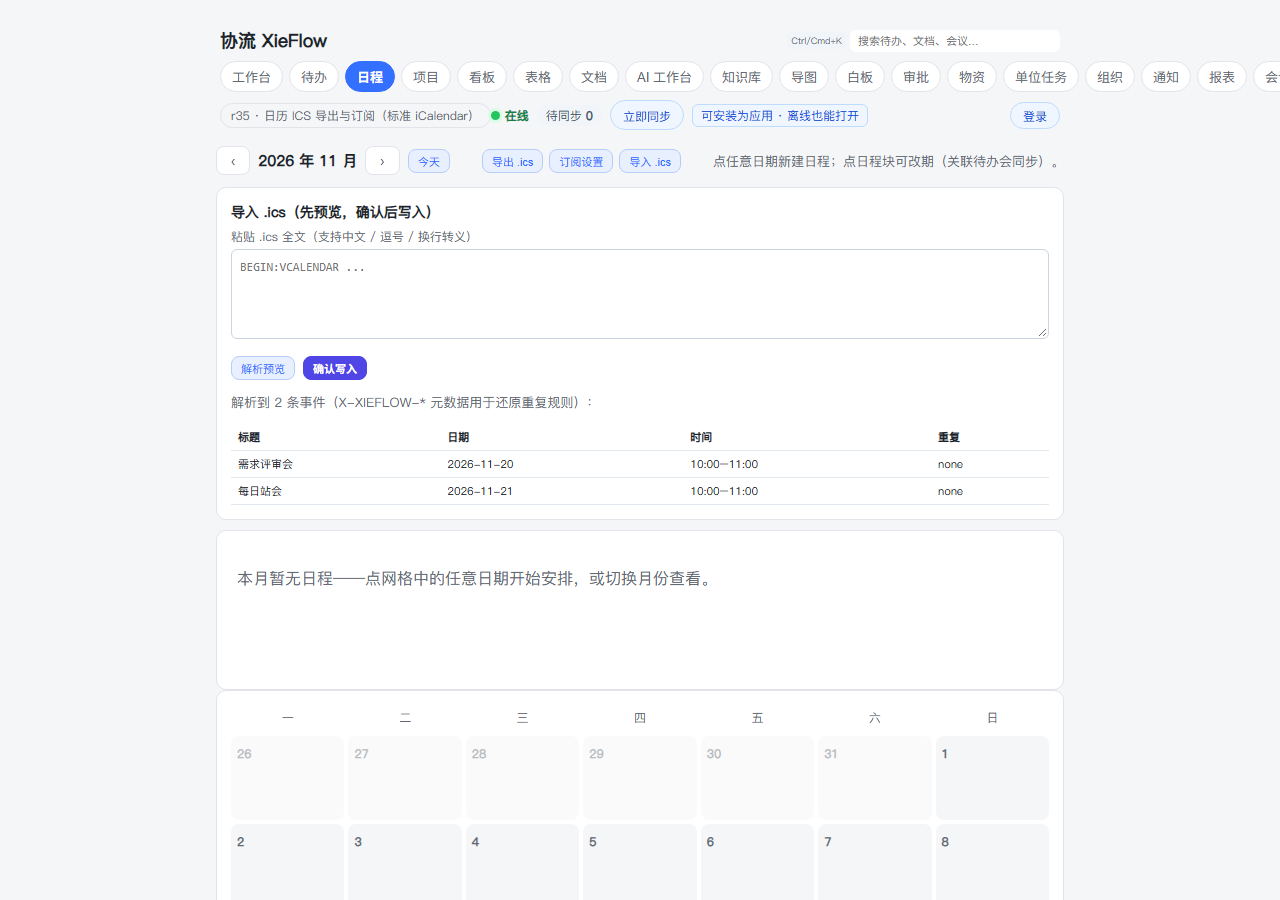 协流 XieFlow
Ctrl/Cmd+K 搜索待办、文档、会议…
工作台 待办 日程 项目 看板 表格 文档 AI 工作台 知识库 导图 白板 审批 物资 单位任务 组织 通知 报表
r35 · 日历 ICS 导出与订阅（标准 iCalendar） 在线 待同步 0 立即同步 可安装为应用 · 离线也能打开 登录
‹ 2026 年 11 月 › 今天 导出 .ics 订阅设置 导入 .ics 点任意日期新建日程；点日程块可改期（关联待办会同步）。
导入 .ics（先预览，确认后写入）
粘贴 .ics 全文（支持中文 / 逗号 / 换行转义）
BEGIN:VCALENDAR ...
解析预览 确认写入
解析到 2 条事件（X-XIEFLOW-* 元数据用于还原重复规则）：
标题 日期 时间 重复
需求评审会 2026-11-20 10:00–11:00 none
每日站会 2026-11-21 10:00–11:00 none
本月暂无日程——点网格中的任意日期开始安排，或切换月份查看。
一 二 三 四 五 六 日
26 27 28 29 30 31 1
2 3 4 5 6 7 8